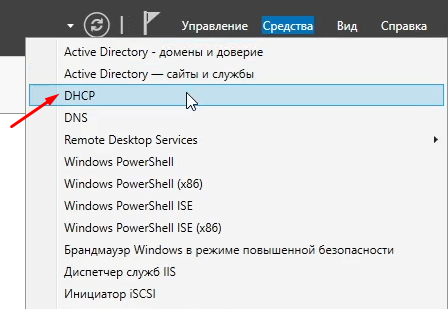 Управление Средства Вид Справка
Active Directory - домены и доверие
Active Directory — сайты и службы
DHCP
DNS
Remote Desktop Services
Windows PowerShell
Windows PowerShell (x86)
Windows PowerShell ISE
Windows PowerShell ISE (x86)
Брандмауэр Windows в режиме повышенной безопасности
Диспетчер служб IIS
Инициатор iSCSI